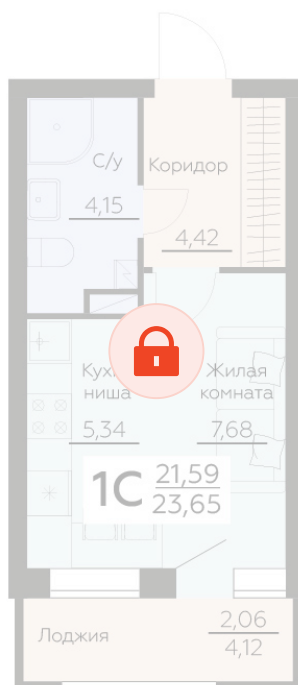 С/у
4,15
Коридор
4,42
ниша
5,34
Жилая
комната
7,68
1С
21,59
23,65
Лоджия
2,06
4,12